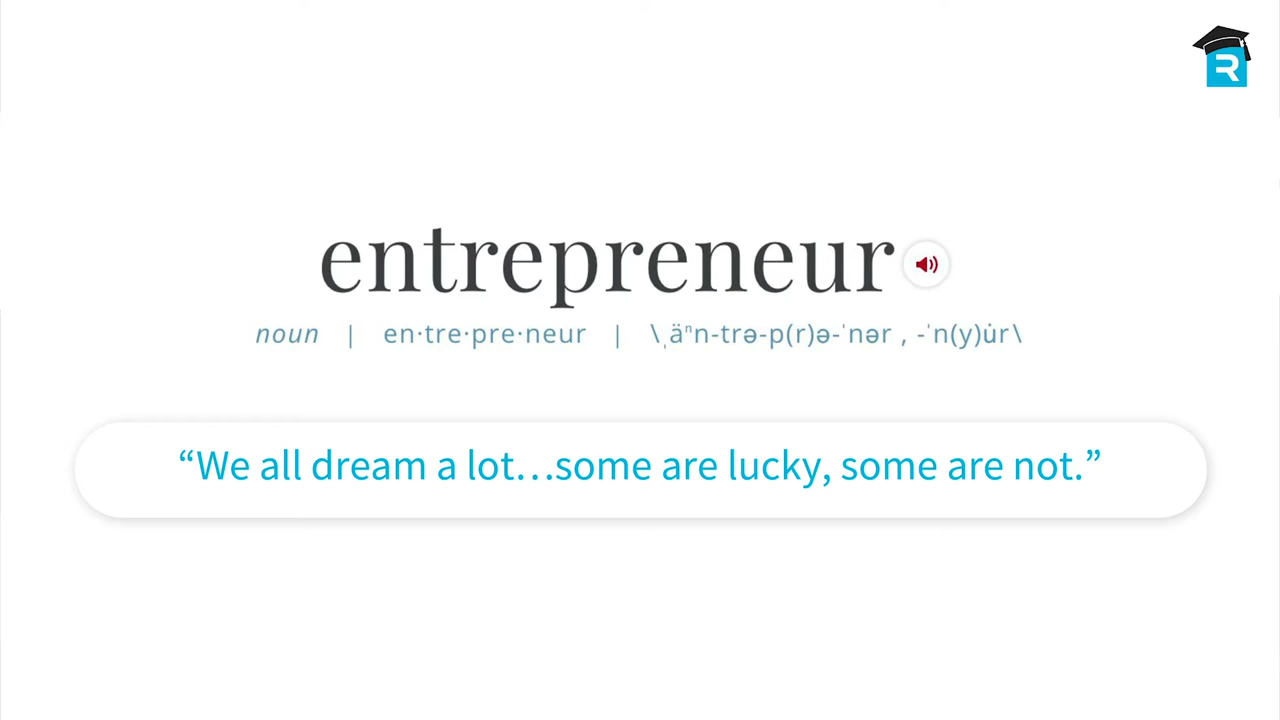 R
entrepreneur
noun | en·tre·pre·neur | \ˌäⁿn-trə-p(r)ə-ˈnər , -ˈn(y)u̇r\
“We all dream a lot…some are lucky, some are not.”